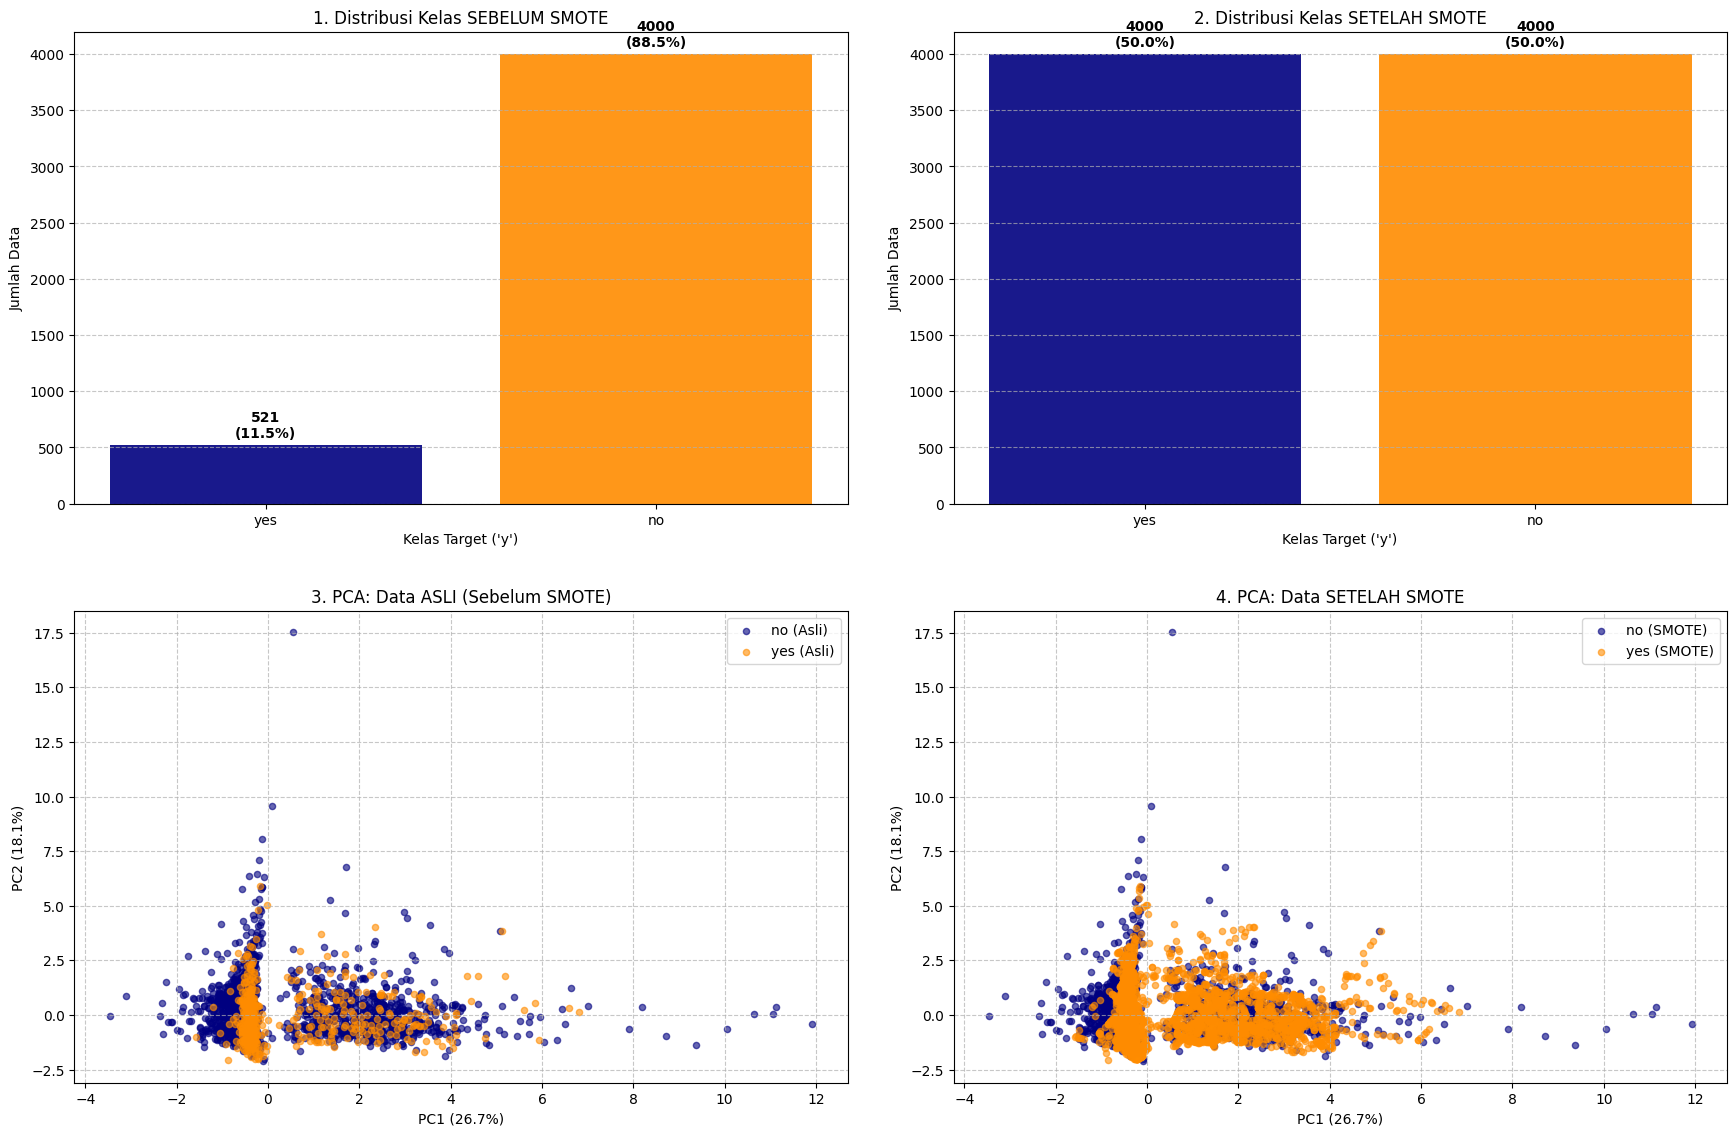 1. Distribusi Kelas SEBELUM SMOTE
4000
(88.5%)
521
(11.5%)
4000
3500
3000
2500
2000
1500
1000
500
0
Jumlah Data
yes no
Kelas Target ('y')
2. Distribusi Kelas SETELAH SMOTE
4000
(50.0%)
4000
(50.0%)
4000
3500
3000
2500
2000
1500
1000
500
0
Jumlah Data
yes no
Kelas Target ('y')
3. PCA: Data ASLI (Sebelum SMOTE)
no (Asli)
yes (Asli)
17.5
15.0
12.5
10.0
7.5
5.0
2.5
0.0
−2.5
PC2 (18.1%)
−4 −2 0 2 4 6 8 10 12
PC1 (26.7%)
4. PCA: Data SETELAH SMOTE
no (SMOTE)
yes (SMOTE)
17.5
15.0
12.5
10.0
7.5
5.0
2.5
0.0
−2.5
PC2 (18.1%)
−4 −2 0 2 4 6 8 10 12
PC1 (26.7%)